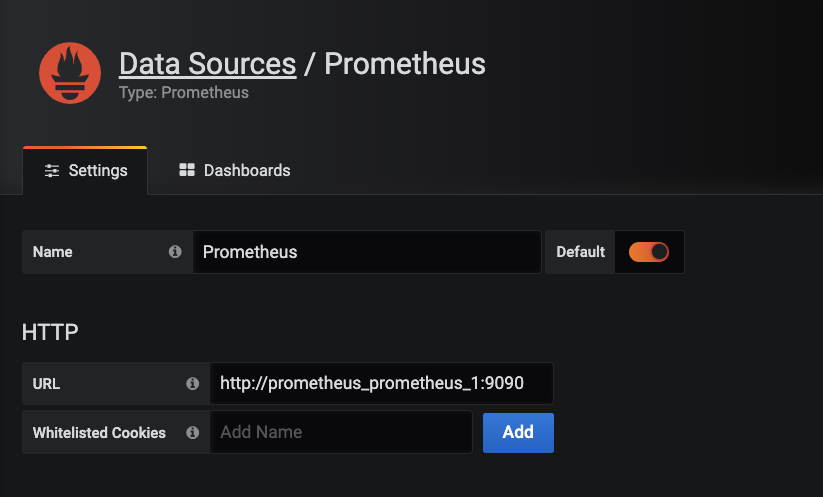 Data Sources / Prometheus
Type: Prometheus
Settings
Dashboards
Name
Prometheus
Default
HTTP
URL
http://prometheus_prometheus_1:9090
Whitelisted Cookies
Add Name
Add